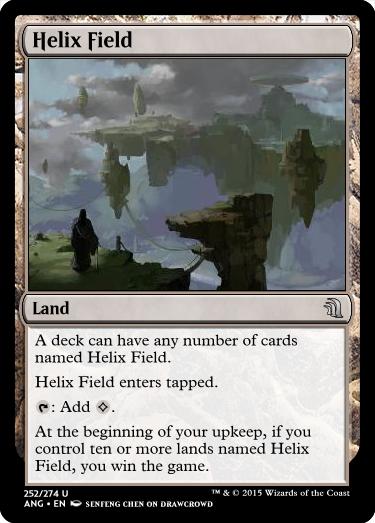 Helix Field
Land
A deck can have any number of cards
named Helix Field.
Helix Field enters tapped.
: Add .
At the beginning of your upkeep, if you
control ten or more lands named Helix
Field, you win the game.
252/274 U
ANG • EN SENFENG CHEN ON DRAWCROWD
™ & © 2015 Wizards of the Coast